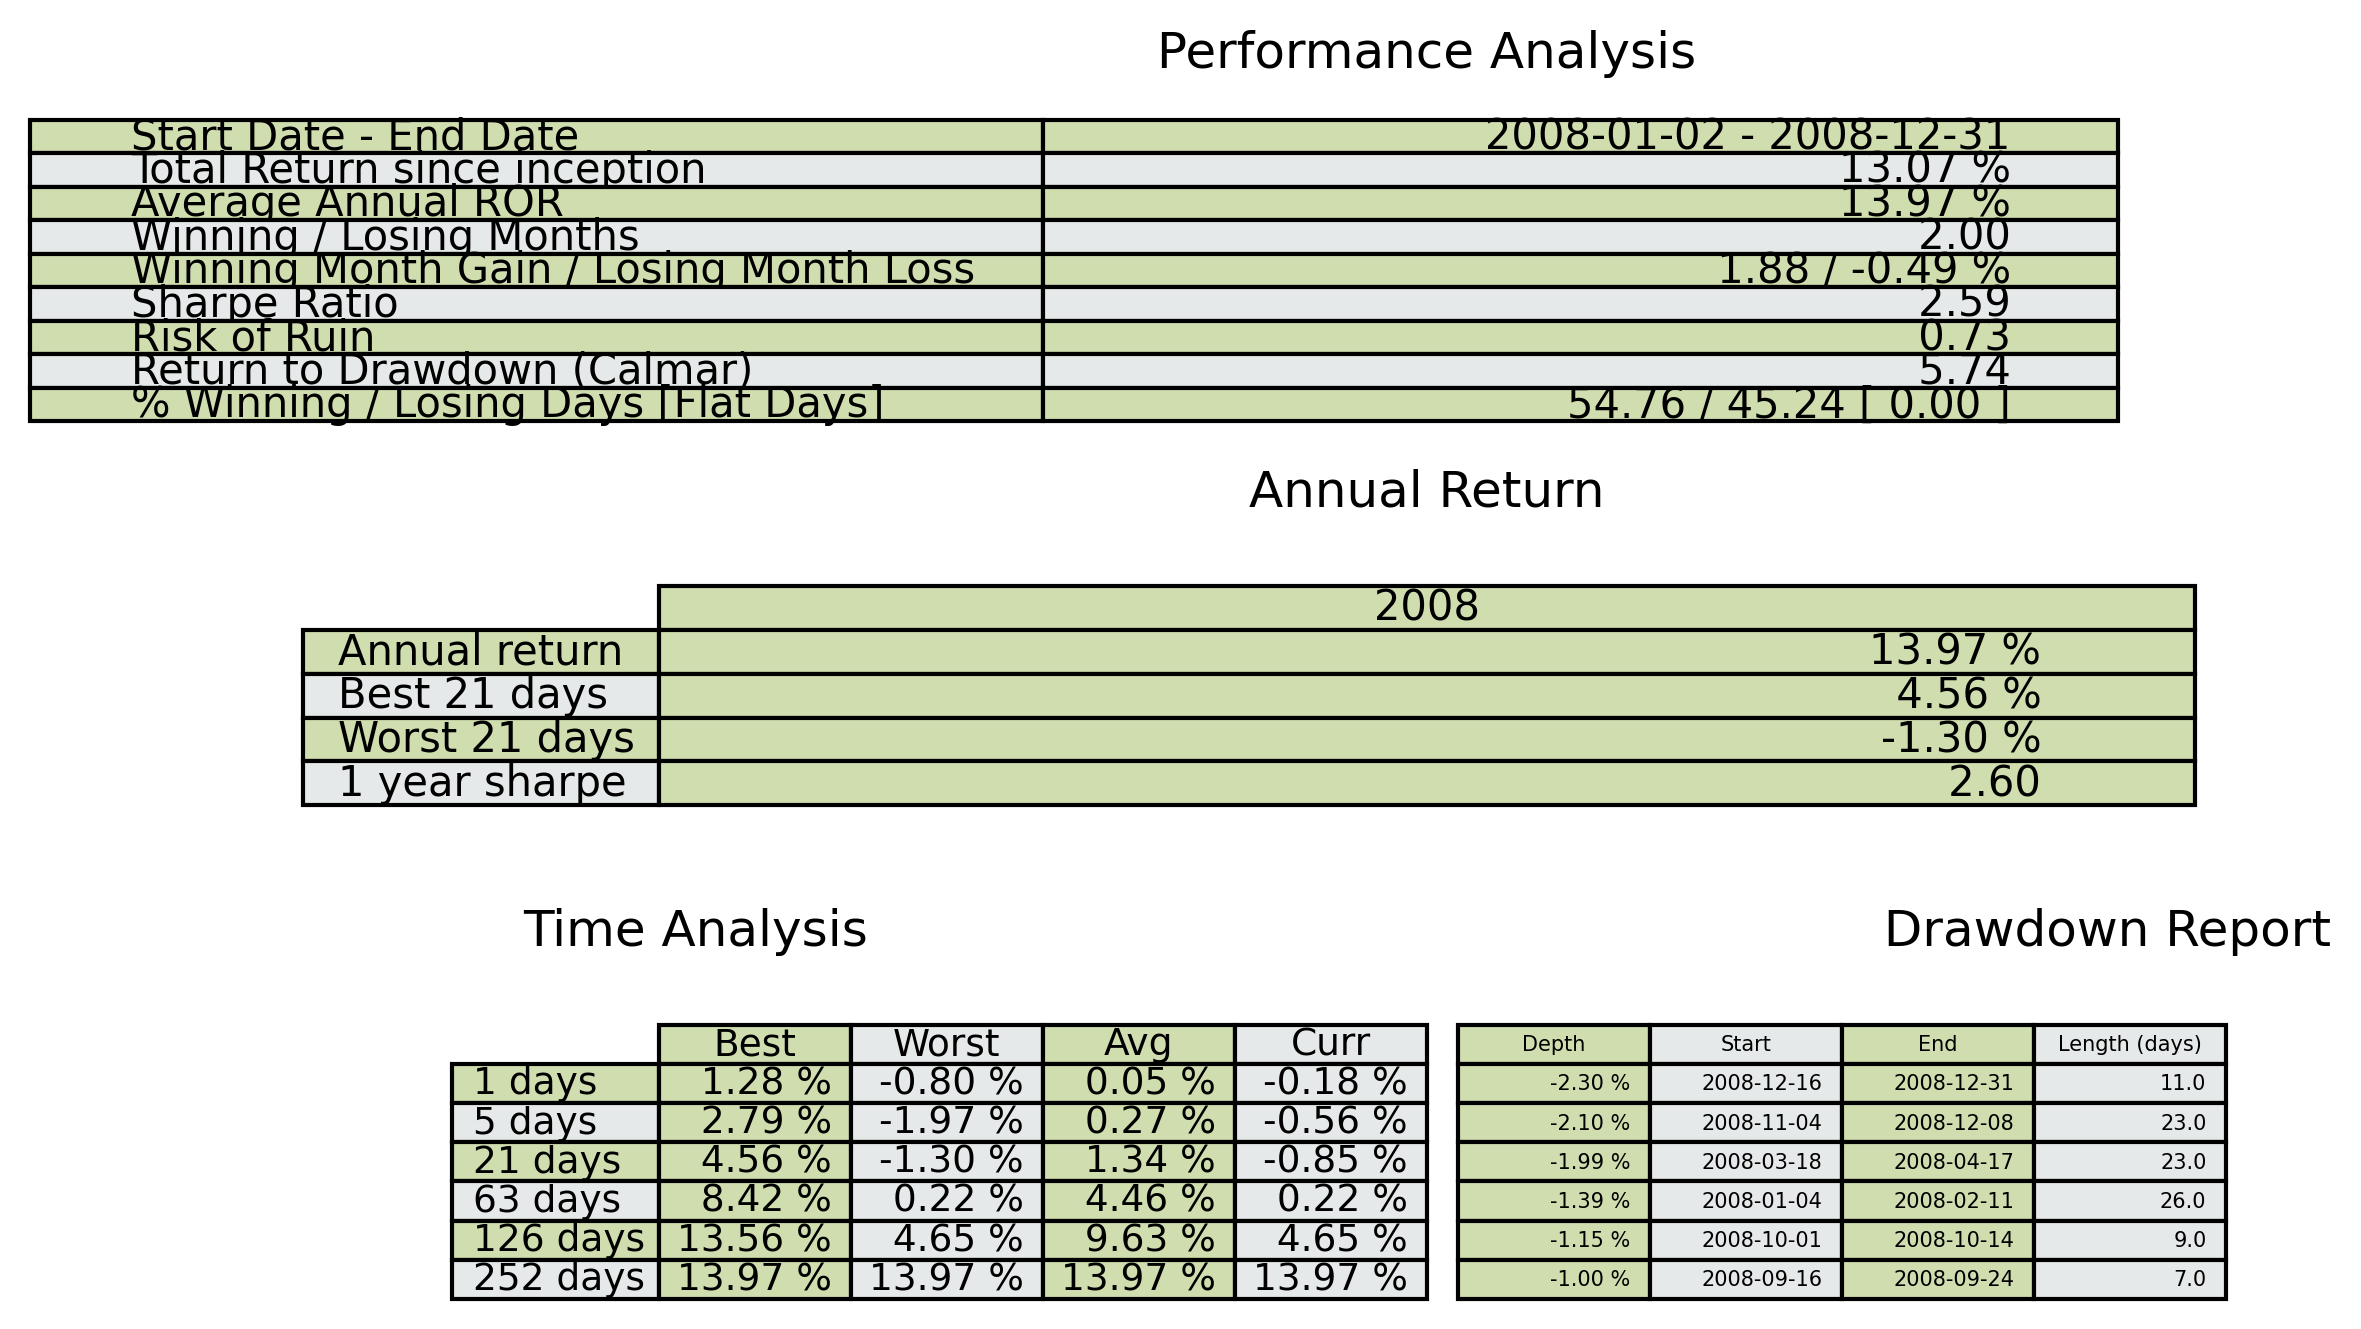 Performance Analysis
Start Date - End Date 2008-01-02 - 2008-12-31
Total Return since inception 13.07 %
Average Annual ROR 13.97 %
Winning / Losing Months 2.00
Winning Month Gain / Losing Month Loss 1.88 / -0.49 %
Sharpe Ratio 2.59
Risk of Ruin 0.73
Return to Drawdown (Calmar) 5.74
% Winning / Losing Days [Flat Days] 54.76 / 45.24 [ 0.00 ]
Annual Return
2008
Annual return 13.97 %
Best 21 days 4.56 %
Worst 21 days -1.30 %
1 year sharpe 2.60
Time Analysis
Best Worst Avg Curr
1 days 1.28 % -0.80 % 0.05 % -0.18 %
5 days 2.79 % -1.97 % 0.27 % -0.56 %
21 days 4.56 % -1.30 % 1.34 % -0.85 %
63 days 8.42 % 0.22 % 4.46 % 0.22 %
126 days 13.56 % 4.65 % 9.63 % 4.65 %
252 days 13.97 % 13.97 % 13.97 % 13.97 %
Drawdown Report
Depth Start End Length (days)
-2.30 % 2008-12-16 2008-12-31 11.0
-2.10 % 2008-11-04 2008-12-08 23.0
-1.99 % 2008-03-18 2008-04-17 23.0
-1.39 % 2008-01-04 2008-02-11 26.0
-1.15 % 2008-10-01 2008-10-14 9.0
-1.00 % 2008-09-16 2008-09-24 7.0